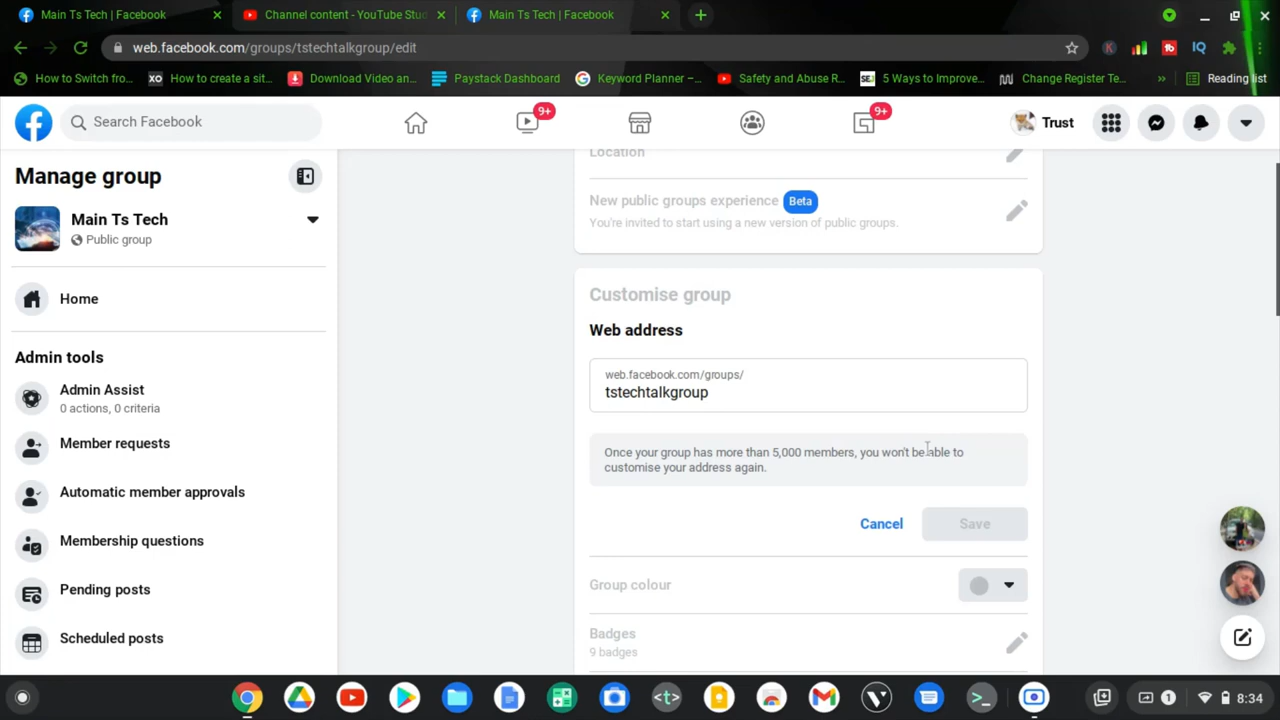 Main Ts Tech | Facebook
Channel content - YouTube Stud
Main Ts Tech | Facebook
web.facebook.com/groups/tstechtalkgroup/edit
How to Switch fro...
XO How to create a sit...
Download Video an...
Paystack Dashboard
Keyword Planner –...
Safety and Abuse R...
SEJ 5 Ways to Improve...
Change Register Te...
»
Reading list
Search Facebook
9+
9+
Trust
Manage group
Main Ts Tech
Public group
Home
Admin tools
Admin Assist
0 actions, 0 criteria
Member requests
Automatic member approvals
Membership questions
Pending posts
Scheduled posts
Location
New public groups experience Beta
You're invited to start using a new version of public groups.
Customise group
Web address
web.facebook.com/groups/
tstechtalkgroup
Once your group has more than 5,000 members, you won't be able to
customise your address again.
Cancel
Save
Group colour
Badges
9 badges
1
8:34